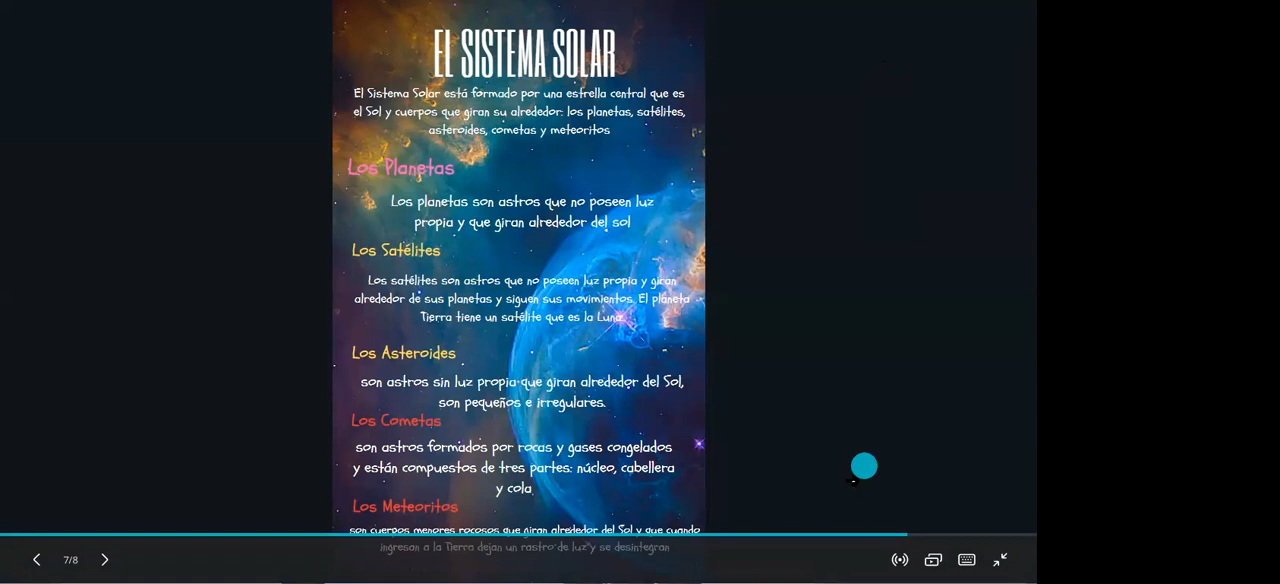 EL SISTEMA SOLAR
El Sistema Solar está formado por una estrella central que es
el Sol y cuerpos que giran su alrededor: los planetas, satélites,
asteroides, cometas y meteoritos
Los Planetas
Los planetas son astros que no poseen luz
propia y que giran alrededor del sol
Los Satélites
Los satélites son astros que no poseen luz propia y giran
alrededor de sus planetas y siguen sus movimientos. El planeta
Tierra tiene un satélite que es la Luna.
Los Asteroides
son astros sin luz propia que giran alrededor del Sol,
son pequeños e irregulares.
Los Cometas
son astros formados por rocas y gases congelados
y están compuestos de tres partes: núcleo, cabellera
y cola
Los Meteoritos
son cuerpos menores rocosos que giran alrededor del Sol y que cuando
ingresan a la Tierra dejan un rastro de luz y se desintegran
7/8